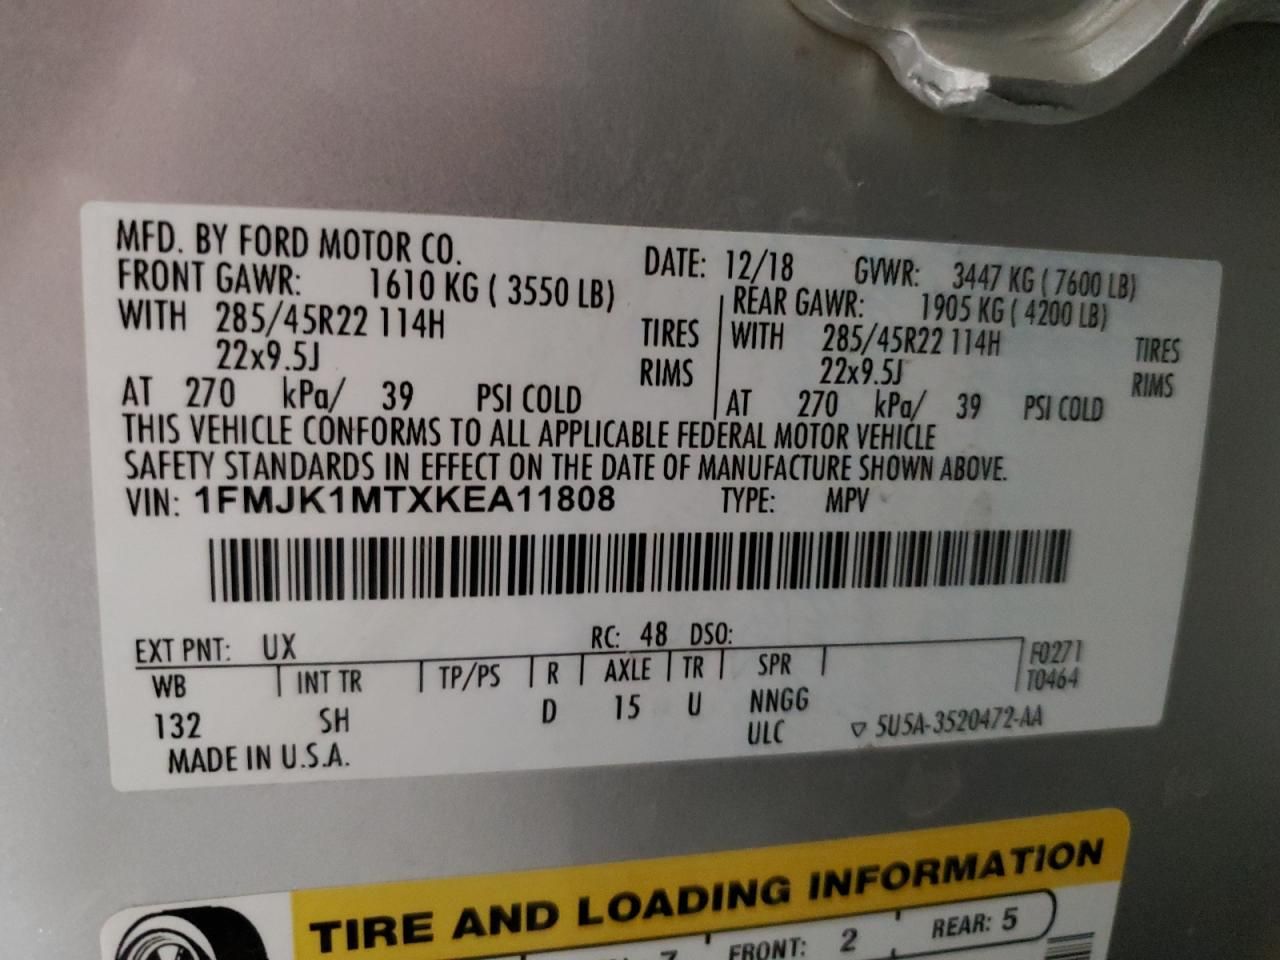 MFD. BY FORD MOTOR CO.
DATE: 12/18 GVWR: 3447 KG ( 7600 LB)
FRONT GAWR: 1610 KG ( 3550 LB)
REAR GAWR: 1905 KG ( 4200 LB)
WITH 285/45R22 114H TIRES
WITH 285/45R22 114H TIRES
22x9.5J RIMS
22x9.5J RIMS
AT 270 kPa/ 39 PSI COLD
AT 270 kPa/ 39 PSI COLD
THIS VEHICLE CONFORMS TO ALL APPLICABLE FEDERAL MOTOR VEHICLE
SAFETY STANDARDS IN EFFECT ON THE DATE OF MANUFACTURE SHOWN ABOVE.
VIN: 1FMJK1MTXKEA11808 TYPE: MPV
EXT PNT: UX RC: 48 DSO:
WB INT TR TP/PS R AXLE TR SPR F0271
T0464
132 SH D 15 U NNGG
ULC ▽ 5U5A-3520472-AA
MADE IN U.S.A.
TIRE AND LOADING INFORMATION
7 FRONT: 2 REAR: 5